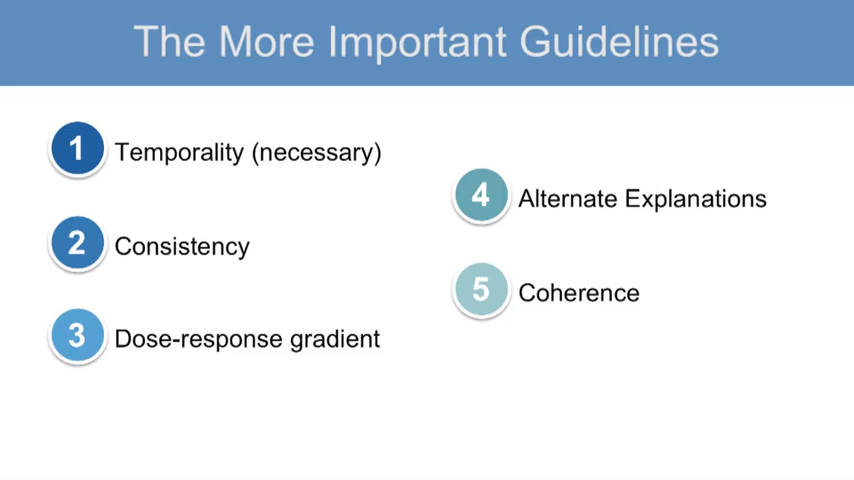 The More Important Guidelines
1 Temporality (necessary)
2 Consistency
3 Dose-response gradient
4 Alternate Explanations
5 Coherence